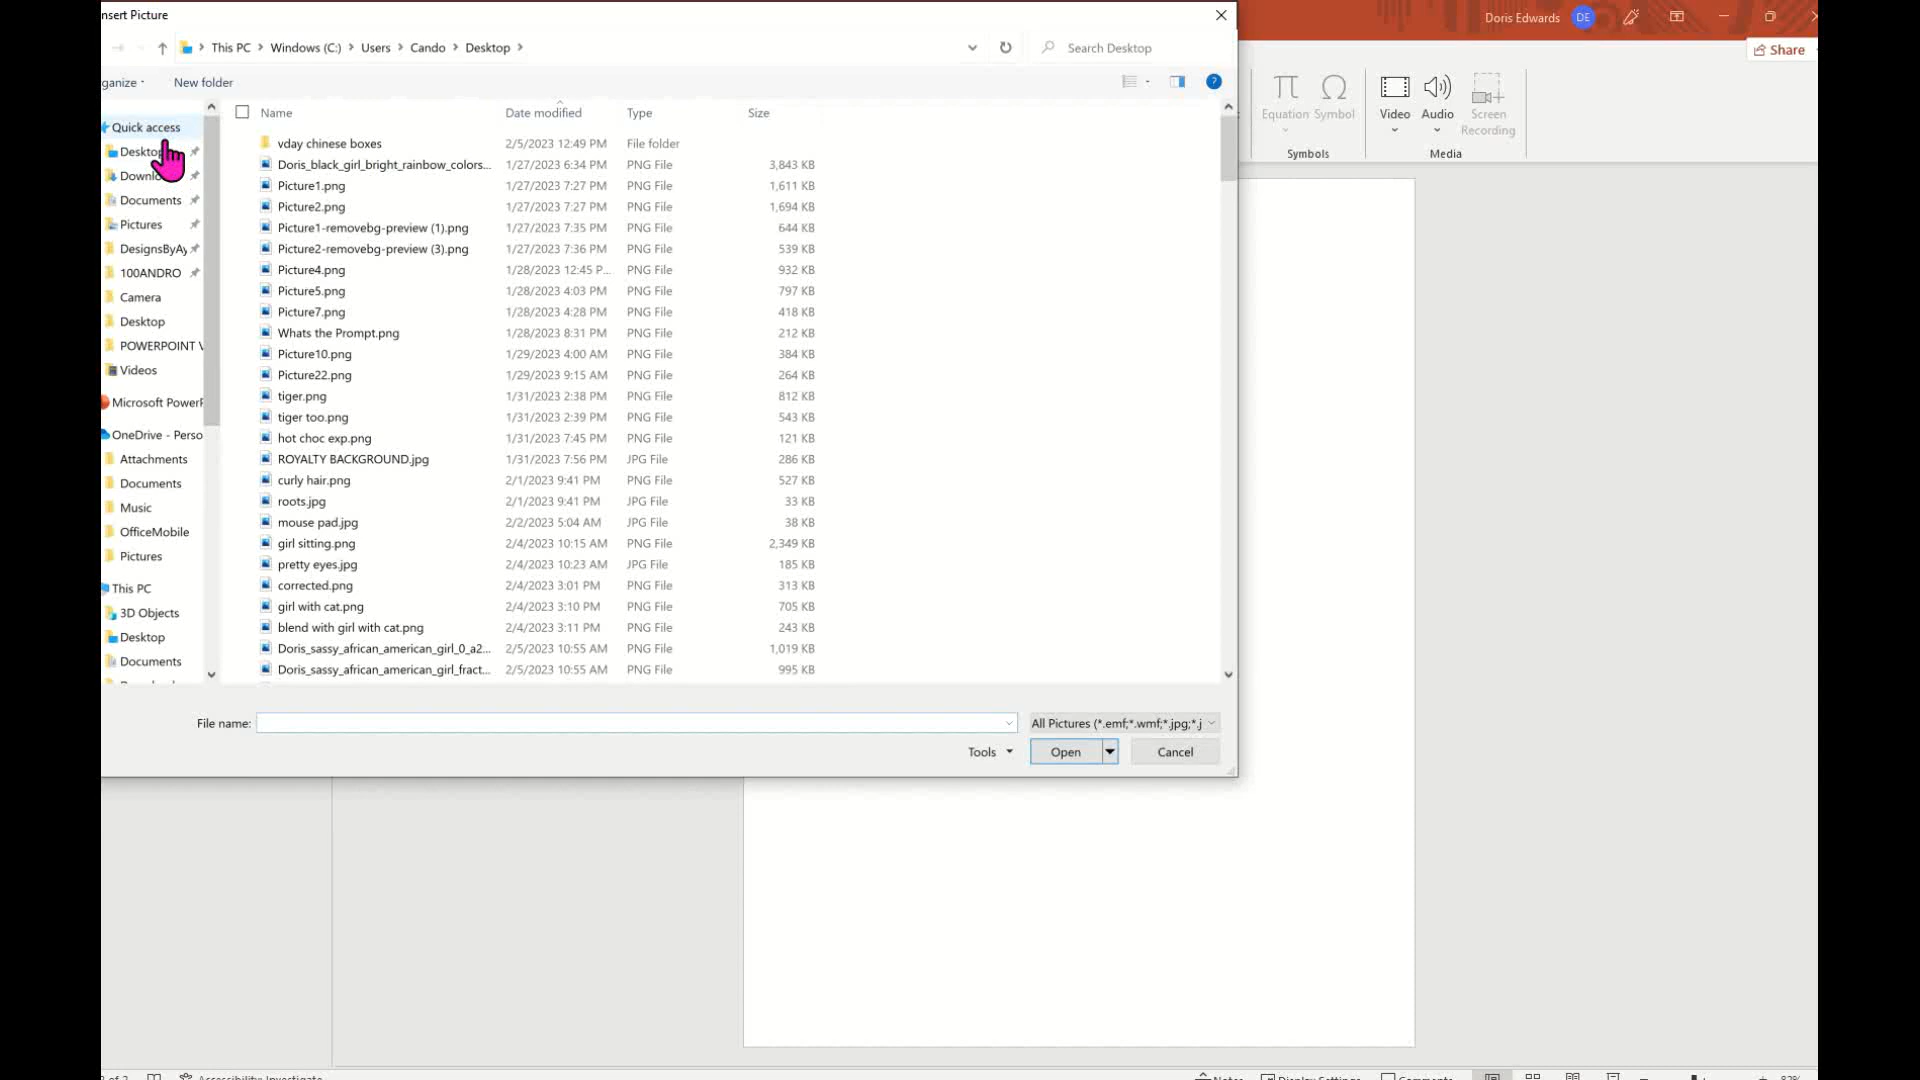 nsert Picture
Doris Edwards DE
This PC > Windows (C:) > Users > Cando > Desktop >
Search Desktop
Share
ganize
New folder
?
Equation
Symbol
Video
Audio
Screen
Recording
Symbols
Media
Name
Date modified
Type
Size
Quick access
Desktop
Documents
Pictures
DesignsByAy
100ANDRO
Camera
Desktop
POWERPOINT V
Videos
Microsoft PowerP
OneDrive - Perso
Attachments
Documents
Music
OfficeMobile
Pictures
This PC
3D Objects
Desktop
Documents
vday chinese boxes 2/5/2023 12:49 PM File folder
Doris_black_girl_bright_rainbow_colors... 1/27/2023 6:34 PM PNG File 3,843 KB
Picture1.png 1/27/2023 7:27 PM PNG File 1,611 KB
Picture2.png 1/27/2023 7:27 PM PNG File 1,694 KB
Picture1-removebg-preview (1).png 1/27/2023 7:35 PM PNG File 644 KB
Picture2-removebg-preview (3).png 1/27/2023 7:36 PM PNG File 539 KB
Picture4.png 1/28/2023 12:45 P... PNG File 932 KB
Picture5.png 1/28/2023 4:03 PM PNG File 797 KB
Picture7.png 1/28/2023 4:28 PM PNG File 418 KB
Whats the Prompt.png 1/28/2023 8:31 PM PNG File 212 KB
Picture10.png 1/29/2023 4:00 AM PNG File 384 KB
Picture22.png 1/29/2023 9:15 AM PNG File 264 KB
tiger.png 1/31/2023 2:38 PM PNG File 812 KB
tiger too.png 1/31/2023 2:39 PM PNG File 543 KB
hot choc exp.png 1/31/2023 7:45 PM PNG File 121 KB
ROYALTY BACKGROUND.jpg 1/31/2023 7:56 PM JPG File 286 KB
curly hair.png 2/1/2023 9:41 PM PNG File 527 KB
roots.jpg 2/1/2023 9:41 PM JPG File 33 KB
mouse pad.jpg 2/2/2023 5:04 AM JPG File 38 KB
girl sitting.png 2/4/2023 10:15 AM PNG File 2,349 KB
pretty eyes.jpg 2/4/2023 10:23 AM JPG File 185 KB
corrected.png 2/4/2023 3:01 PM PNG File 313 KB
girl with cat.png 2/4/2023 3:10 PM PNG File 705 KB
blend with girl with cat.png 2/4/2023 3:11 PM PNG File 243 KB
Doris_sassy_african_american_girl_0_a2... 2/5/2023 10:55 AM PNG File 1,019 KB
Doris_sassy_african_american_girl_fract... 2/5/2023 10:55 AM PNG File 995 KB
File name:
All Pictures (*.emf;*.wmf;*.jpg;*.j
Tools
Open
Cancel